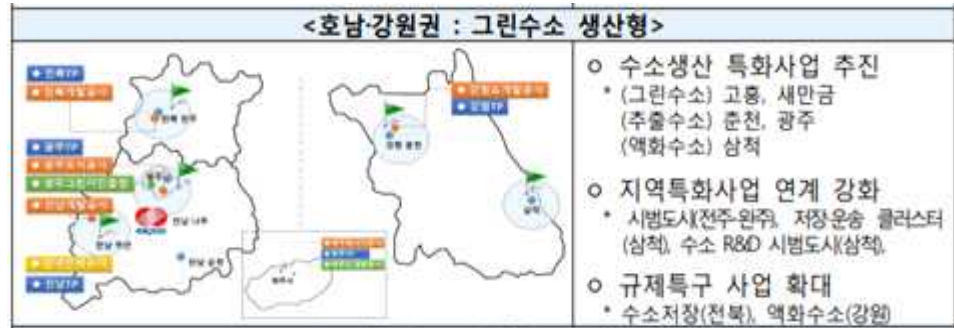 <호남·강원권 : 그린수소 생산형>
전북TP
전북개발공사
전북 완주
광주TP
광주도시공사
전남개발공사
광주
전남 나주
전남 무안
전남 순천
전남TP
제주시
강원도개발공사
강원TP
강원 춘천
삼척
○ 수소생산 특화사업 추진
* (그린수소) 고흥, 새만금
(추출수소) 춘천, 광주
(액화수소) 삼척
○ 지역특화사업 연계 강화
* 시범도시(전주·완주), 저장·운송 클러스터
(삼척), 수소 R&D 시범도시(삼척),
○ 규제특구 사업 확대
* 수소저장(전북), 액화수소(강원)